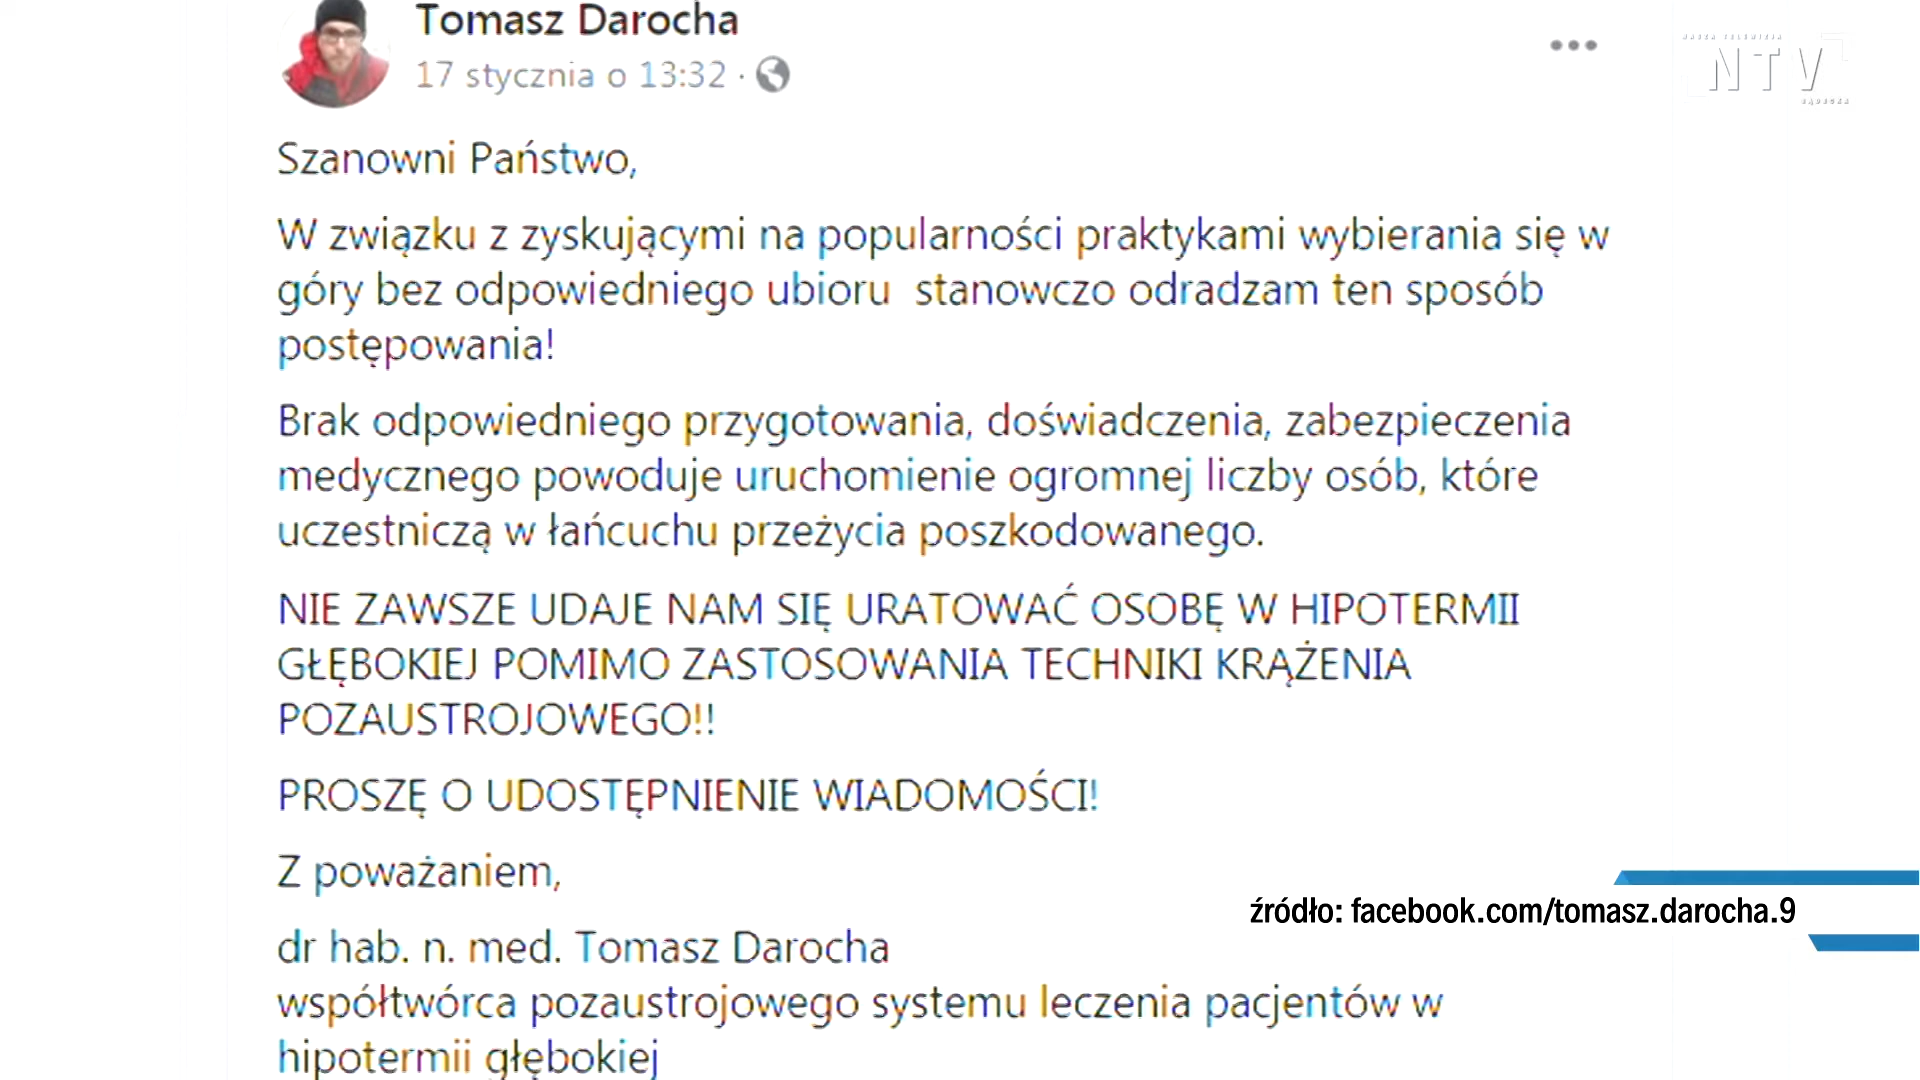 Tomasz Darocha
17 stycznia o 13:32 ·
NASZA TELEWIZJA
NTV
SĄDECKA
Szanowni Państwo,
W związku z zyskującymi na popularności praktykami wybierania się w
góry bez odpowiedniego ubioru  stanowczo odradzam ten sposób
postępowania!
Brak odpowiedniego przygotowania, doświadczenia, zabezpieczenia
medycznego powoduje uruchomienie ogromnej liczby osób, które
uczestniczą w łańcuchu przeżycia poszkodowanego.
NIE ZAWSZE UDAJE NAM SIĘ URATOWAĆ OSOBĘ W HIPOTERMII
GŁĘBOKIEJ POMIMO ZASTOSOWANIA TECHNIKI KRĄŻENIA
POZAUSTROJOWEGO!!
PROSZĘ O UDOSTĘPNIENIE WIADOMOŚCI!
Z poważaniem,
źródło: facebook.com/tomasz.darocha.9
dr hab. n. med. Tomasz Darocha
współtwórca pozaustrojowego systemu leczenia pacjentów w
hipotermii głębokiej